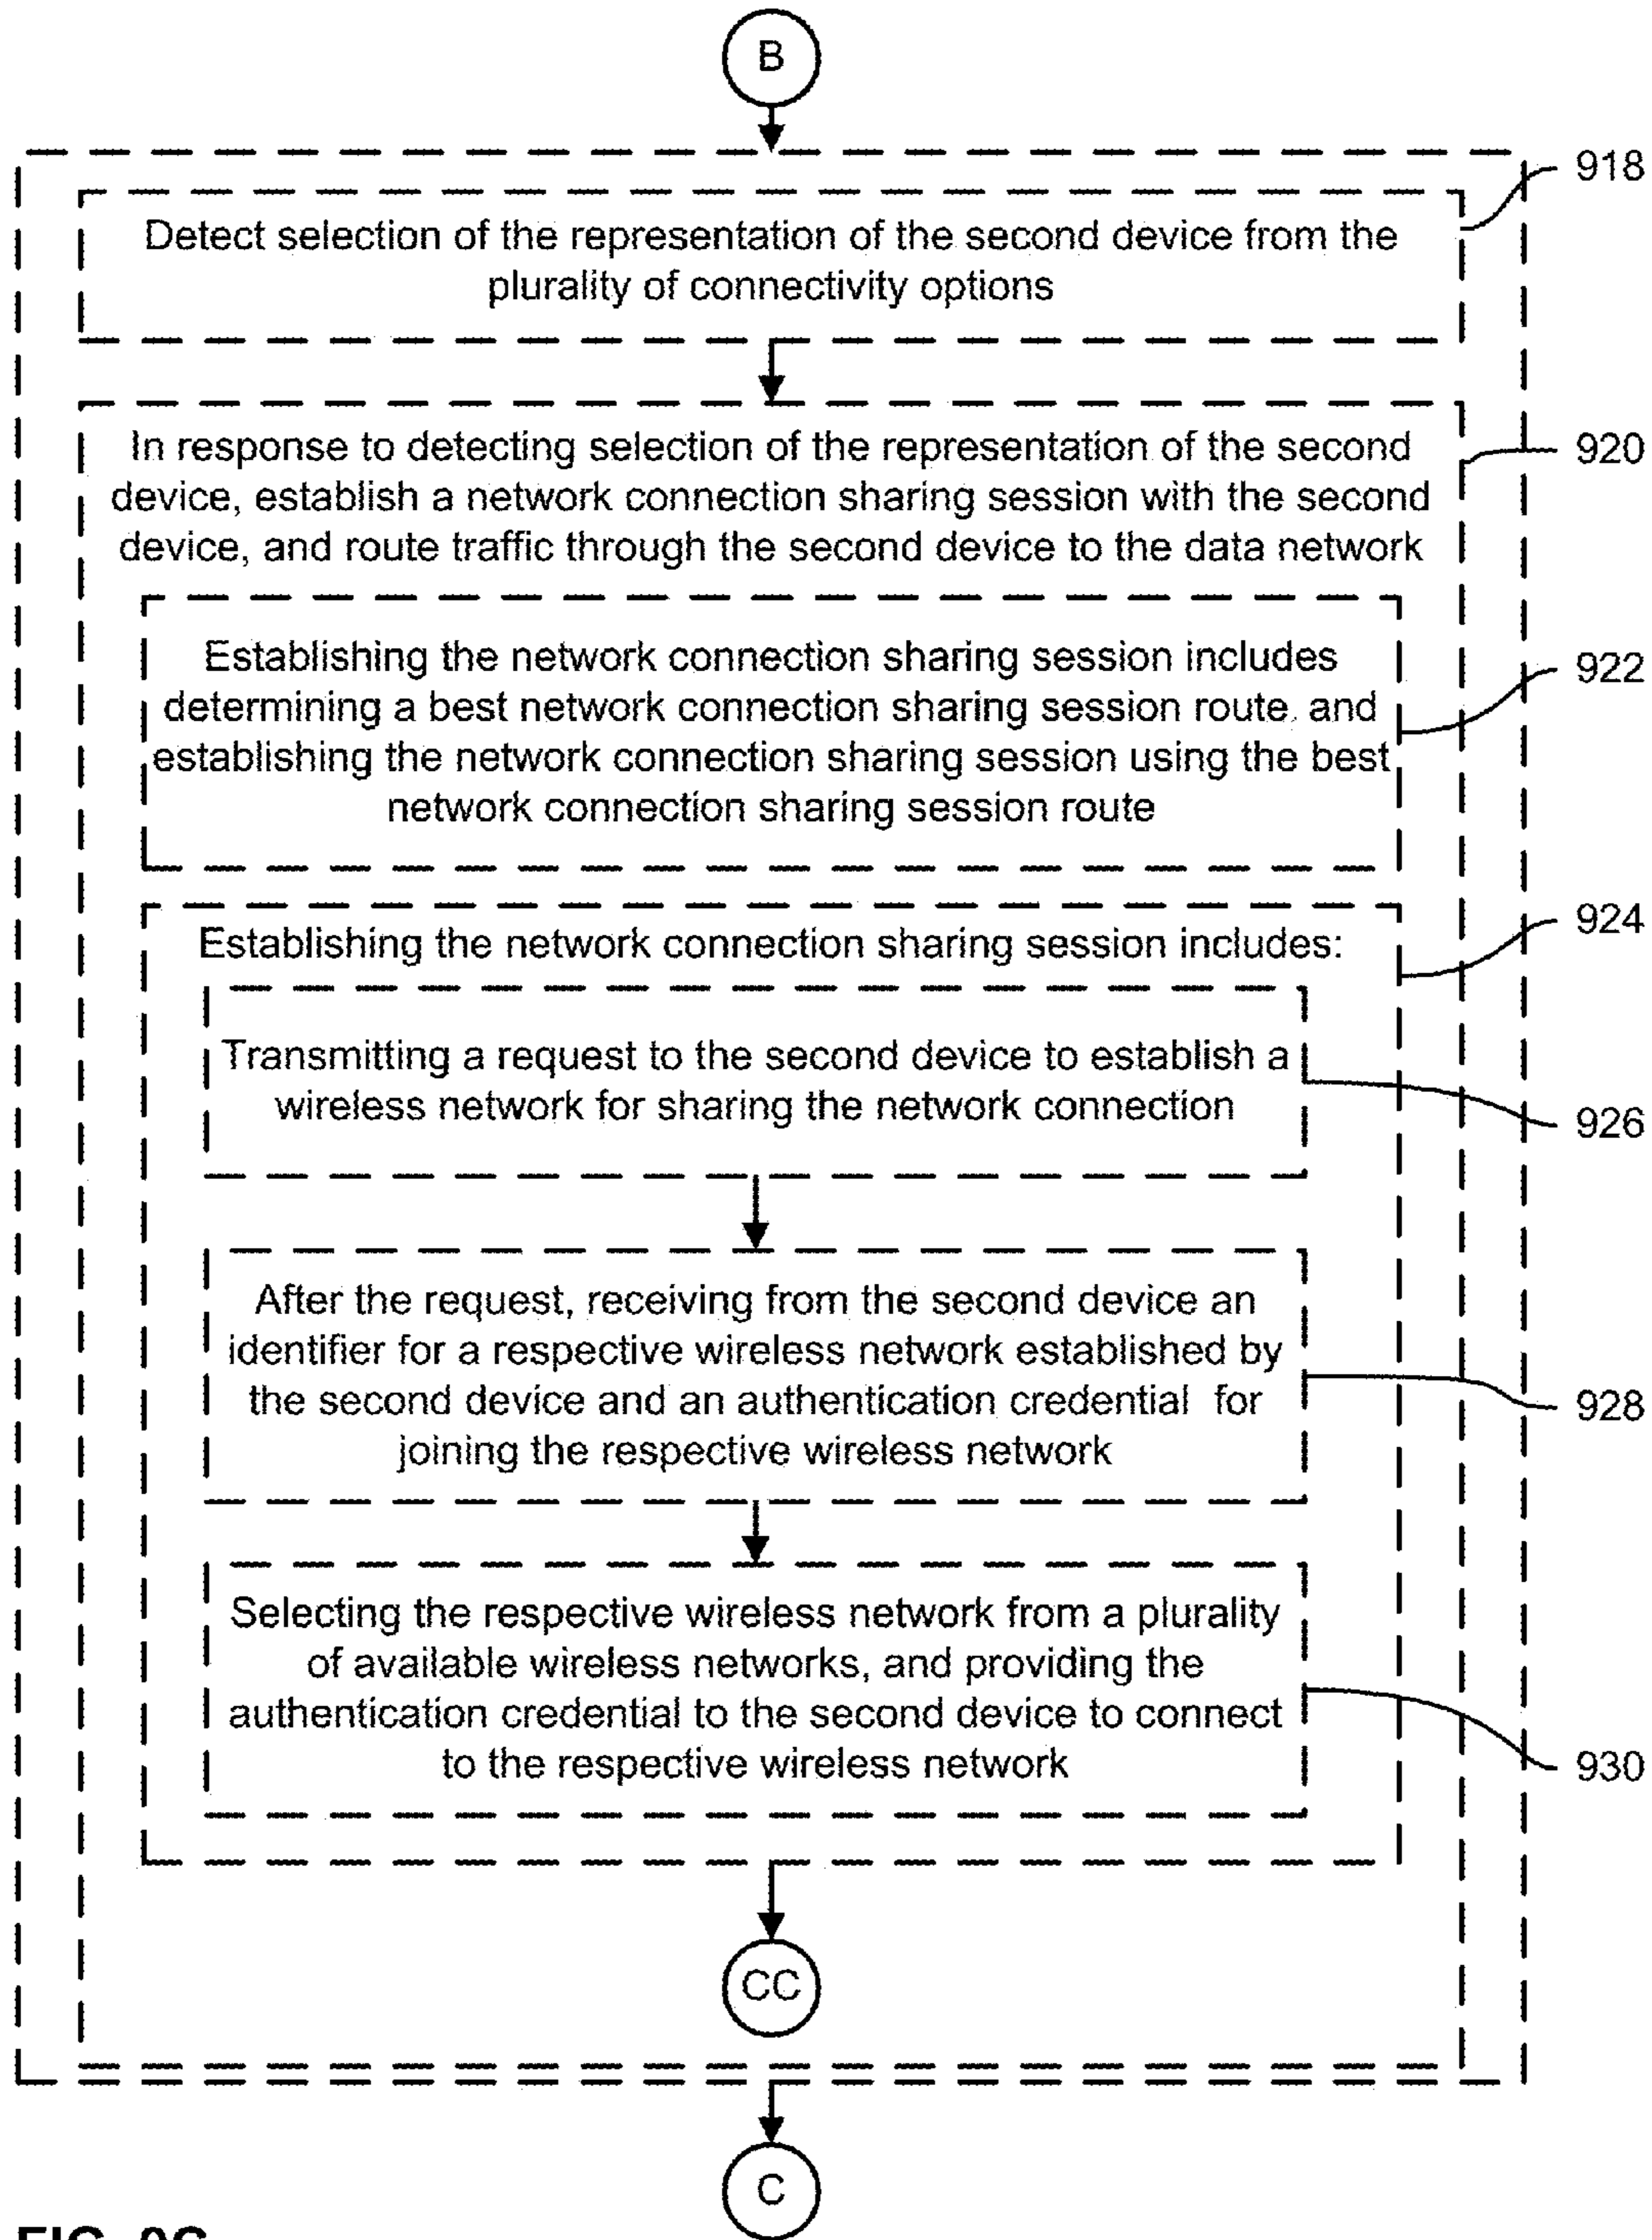 B
918
Detect selection of the representation of the second device from the
plurality of connectivity options
In response to detecting selection of the representation of the second
device, establish a network connection sharing session with the second
device, and route traffic through the second device to the data network
920
Establishing the network connection sharing session includes
determining a best network connection sharing session route, and
establishing the network connection sharing session using the best
network connection sharing session route
922
924
Establishing the network connection sharing session includes:
Transmitting a request to the second device to establish a
wireless network for sharing the network connection
926
After the request, receiving from the second device an
identifier for a respective wireless network established by
the second device and an authentication credential for
joining the respective wireless network
928
Selecting the respective wireless network from a plurality
of available wireless networks, and providing the
authentication credential to the second device to connect
to the respective wireless network
930
CC
C